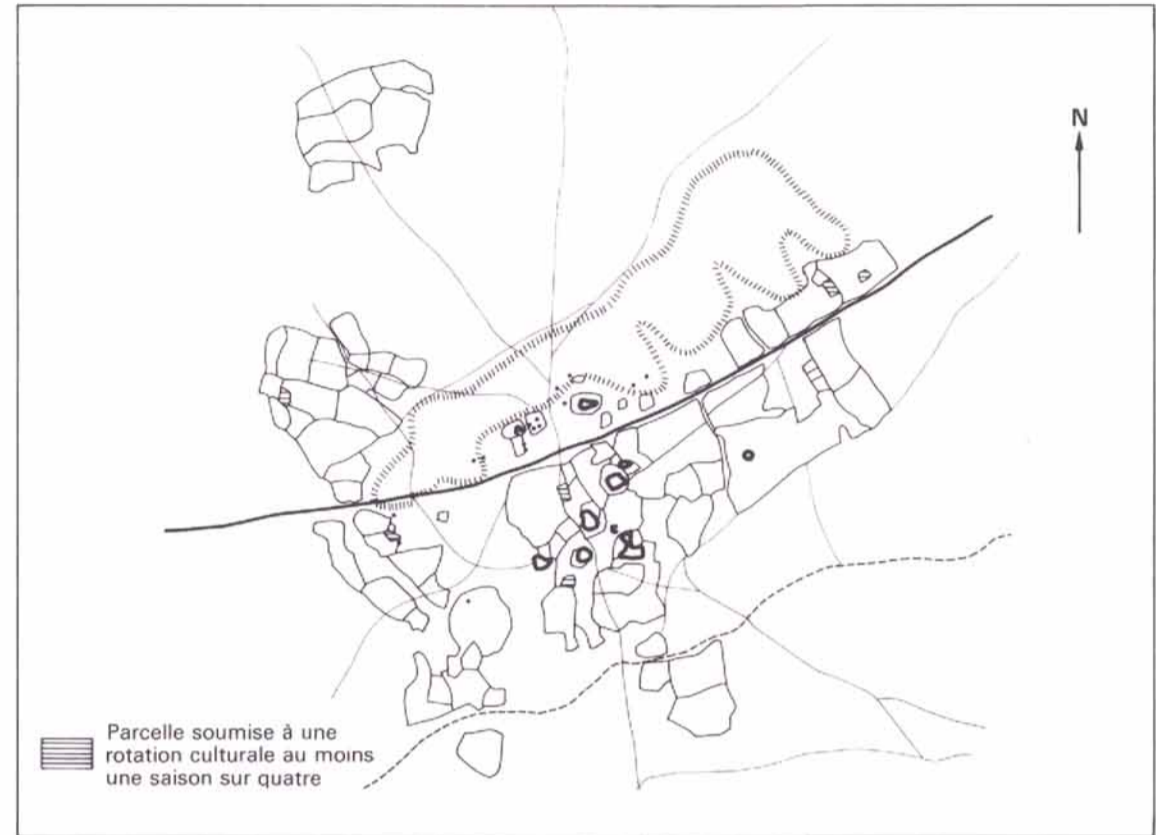 N
Parcelle soumise à une
rotation culturale au moins
une saison sur quatre